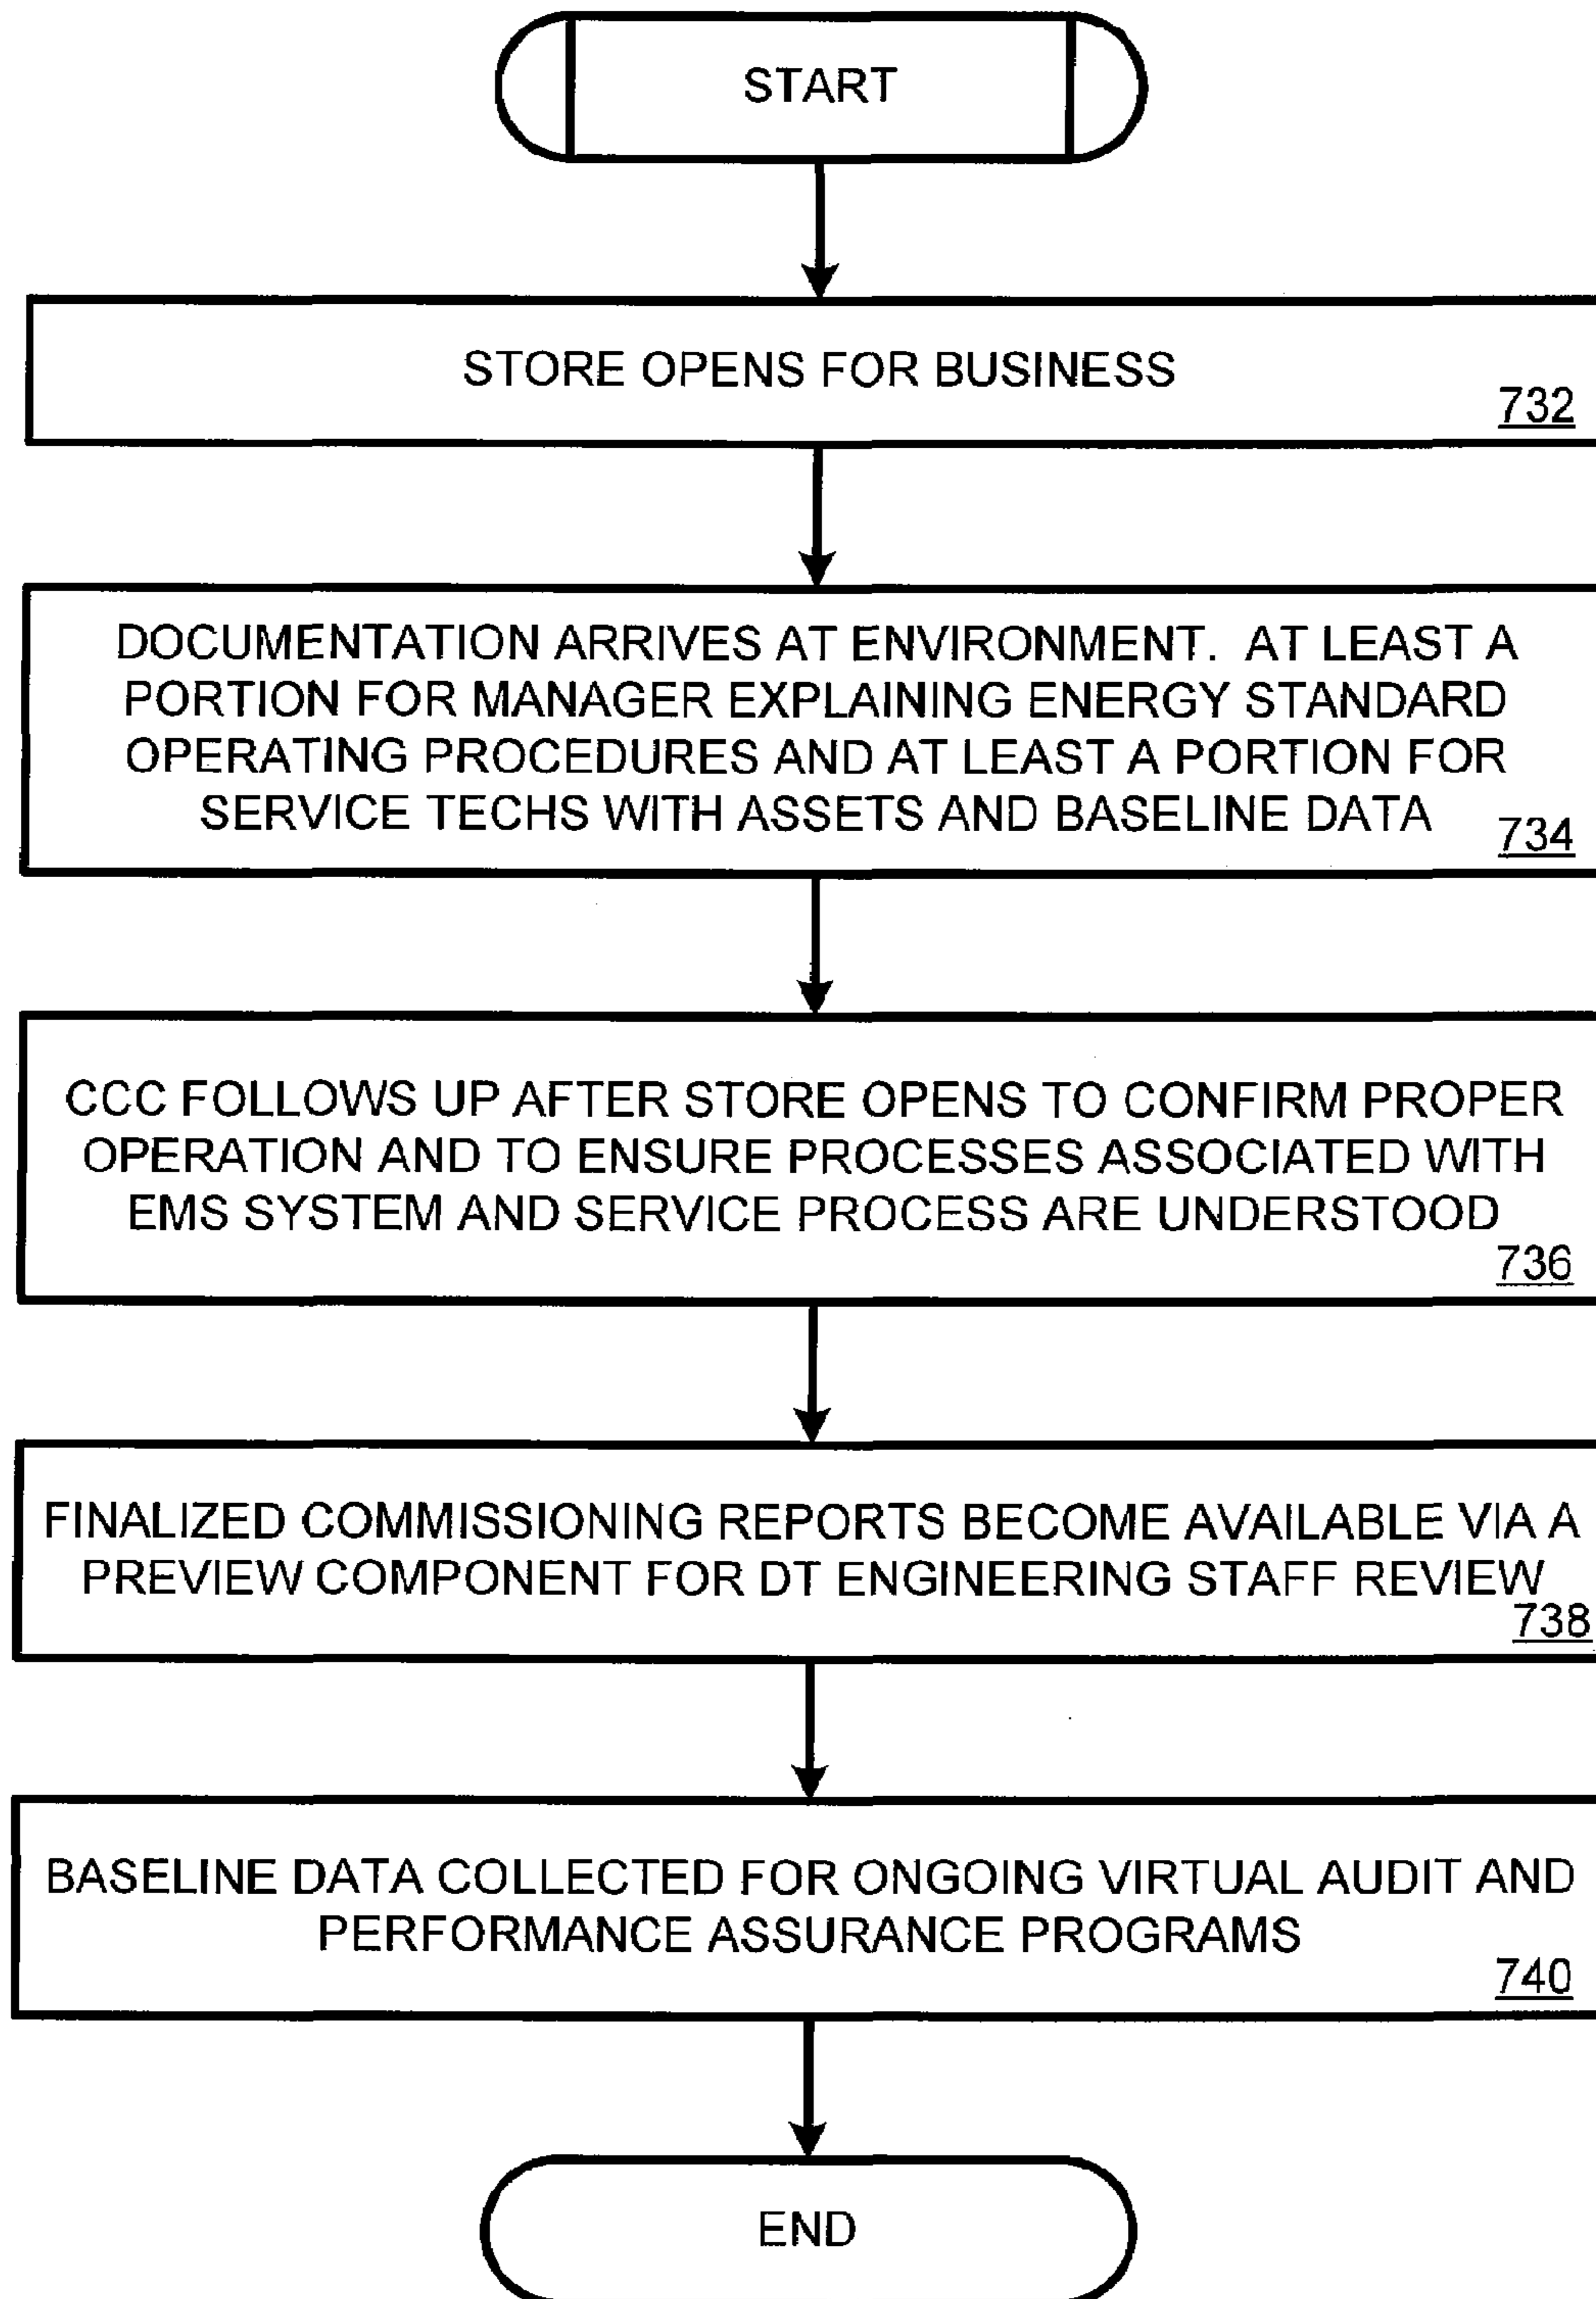 START
STORE OPENS FOR BUSINESS
732
DOCUMENTATION ARRIVES AT ENVIRONMENT. AT LEAST A
PORTION FOR MANAGER EXPLAINING ENERGY STANDARD
OPERATING PROCEDURES AND AT LEAST A PORTION FOR
SERVICE TECHS WITH ASSETS AND BASELINE DATA
734
CCC FOLLOWS UP AFTER STORE OPENS TO CONFIRM PROPER
OPERATION AND TO ENSURE PROCESSES ASSOCIATED WITH
EMS SYSTEM AND SERVICE PROCESS ARE UNDERSTOOD
736
FINALIZED COMMISSIONING REPORTS BECOME AVAILABLE VIA A
PREVIEW COMPONENT FOR DT ENGINEERING STAFF REVIEW
738
BASELINE DATA COLLECTED FOR ONGOING VIRTUAL AUDIT AND
PERFORMANCE ASSURANCE PROGRAMS
740
END